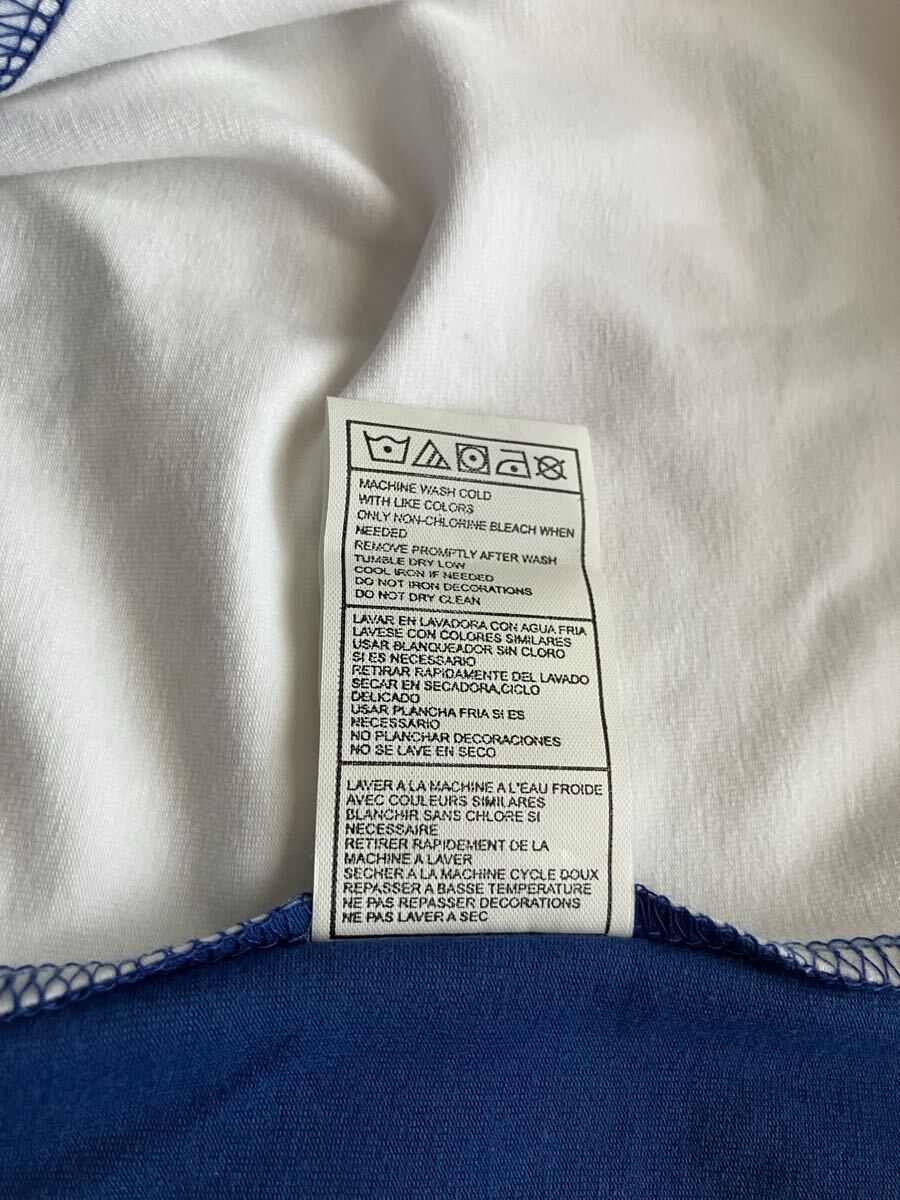 MACHINE WASH COLD
WITH LIKE COLORS
ONLY NON-CHLORINE BLEACH WHEN
NEEDED
REMOVE PROMPTLY AFTER WASH
TUMBLE DRY LOW
COOL IRON IF NEEDED
DO NOT IRON DECORATIONS
DO NOT DRY CLEAN
LAVAR EN LAVADORA CON AGUA FRIA
LAVESE CON COLORES SIMILARES
USAR BLANQUEADOR SIN CLORO
SI ES NECESSARIO
RETIRAR RAPIDAMENTE DEL LAVADO
SECAR EN SECADORA,CICLO
DELICADO
USAR PLANCHA FRIA SI ES
NECESSARIO
NO PLANCHAR DECORACIONES
NO SE LAVE EN SECO
LAVER A LA MACHINE A L'EAU FROIDE
AVEC COULEURS SIMILARES
BLANCHIR SANS CHLORE SI
NECESSAIRE
RETIRER RAPIDEMENT DE LA
MACHINE A LAVER
SECHER A LA MACHINE CYCLE DOUX
REPASSER A BASSE TEMPERATURE
NE PAS REPASSER DECORATIONS
NE PAS LAVER A SEC